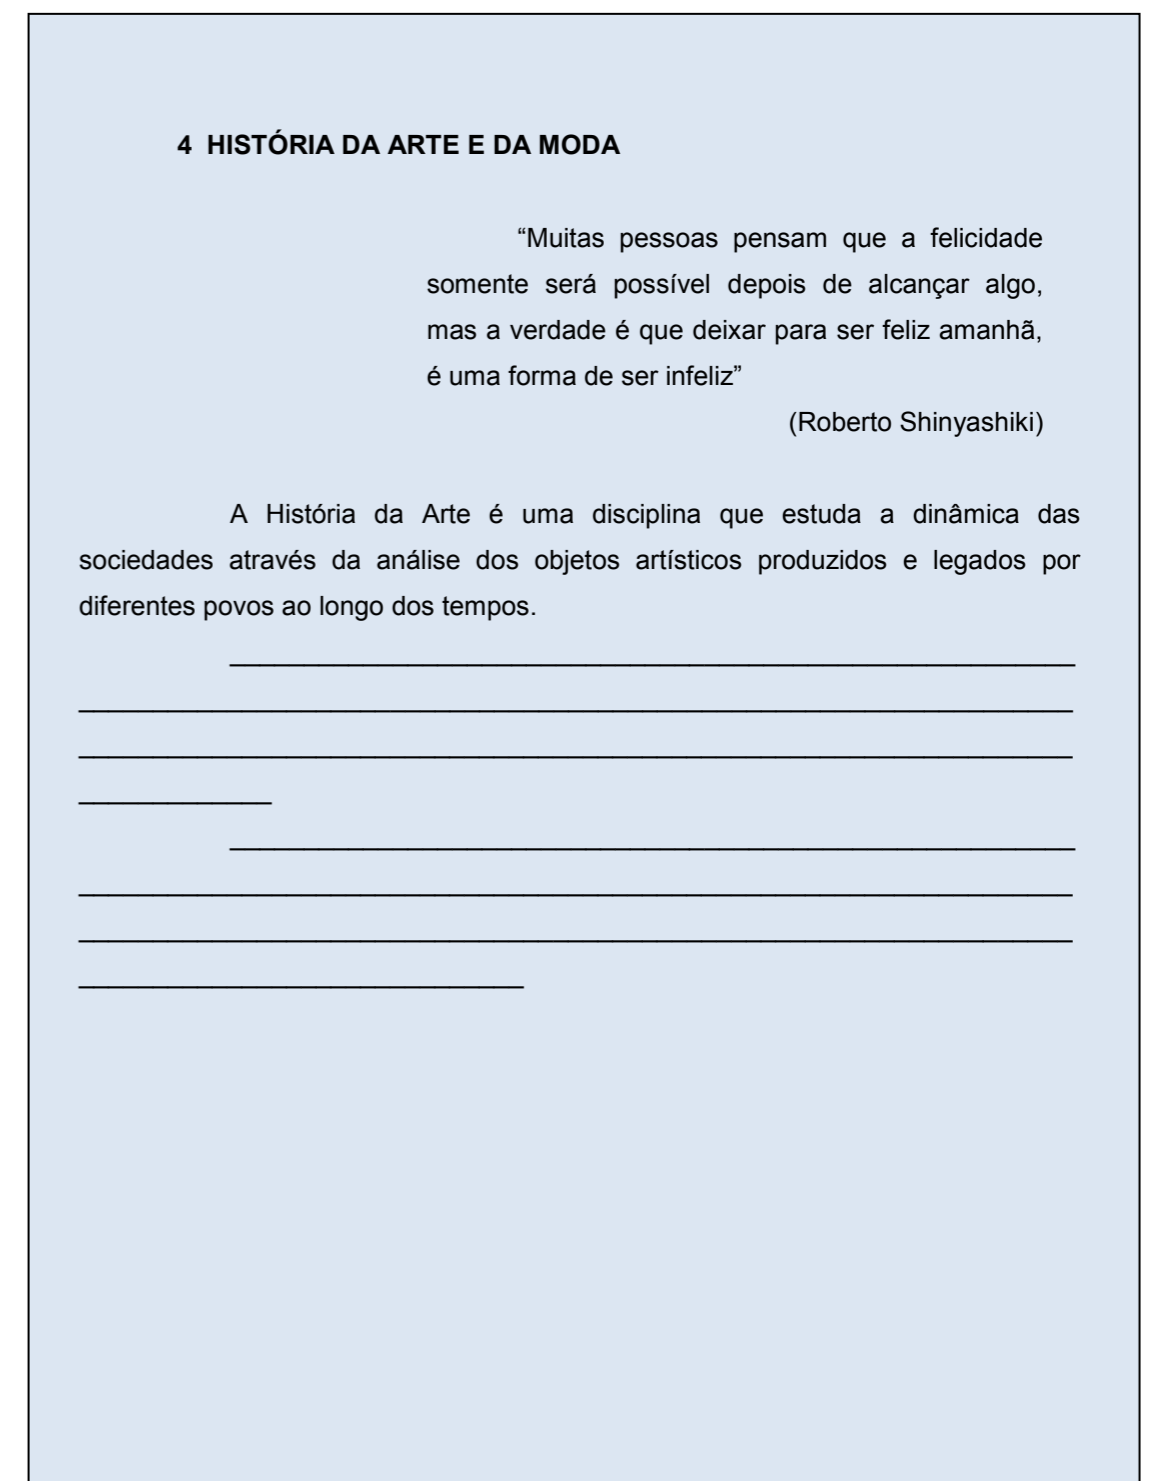 4 HISTÓRIA DA ARTE E DA MODA
“Muitas pessoas pensam que a felicidade
somente será possível depois de alcançar algo,
mas a verdade é que deixar para ser feliz amanhã,
é uma forma de ser infeliz”
(Roberto Shinyashiki)
A História da Arte é uma disciplina que estuda a dinâmica das
sociedades através da análise dos objetos artísticos produzidos e legados por
diferentes povos ao longo dos tempos.